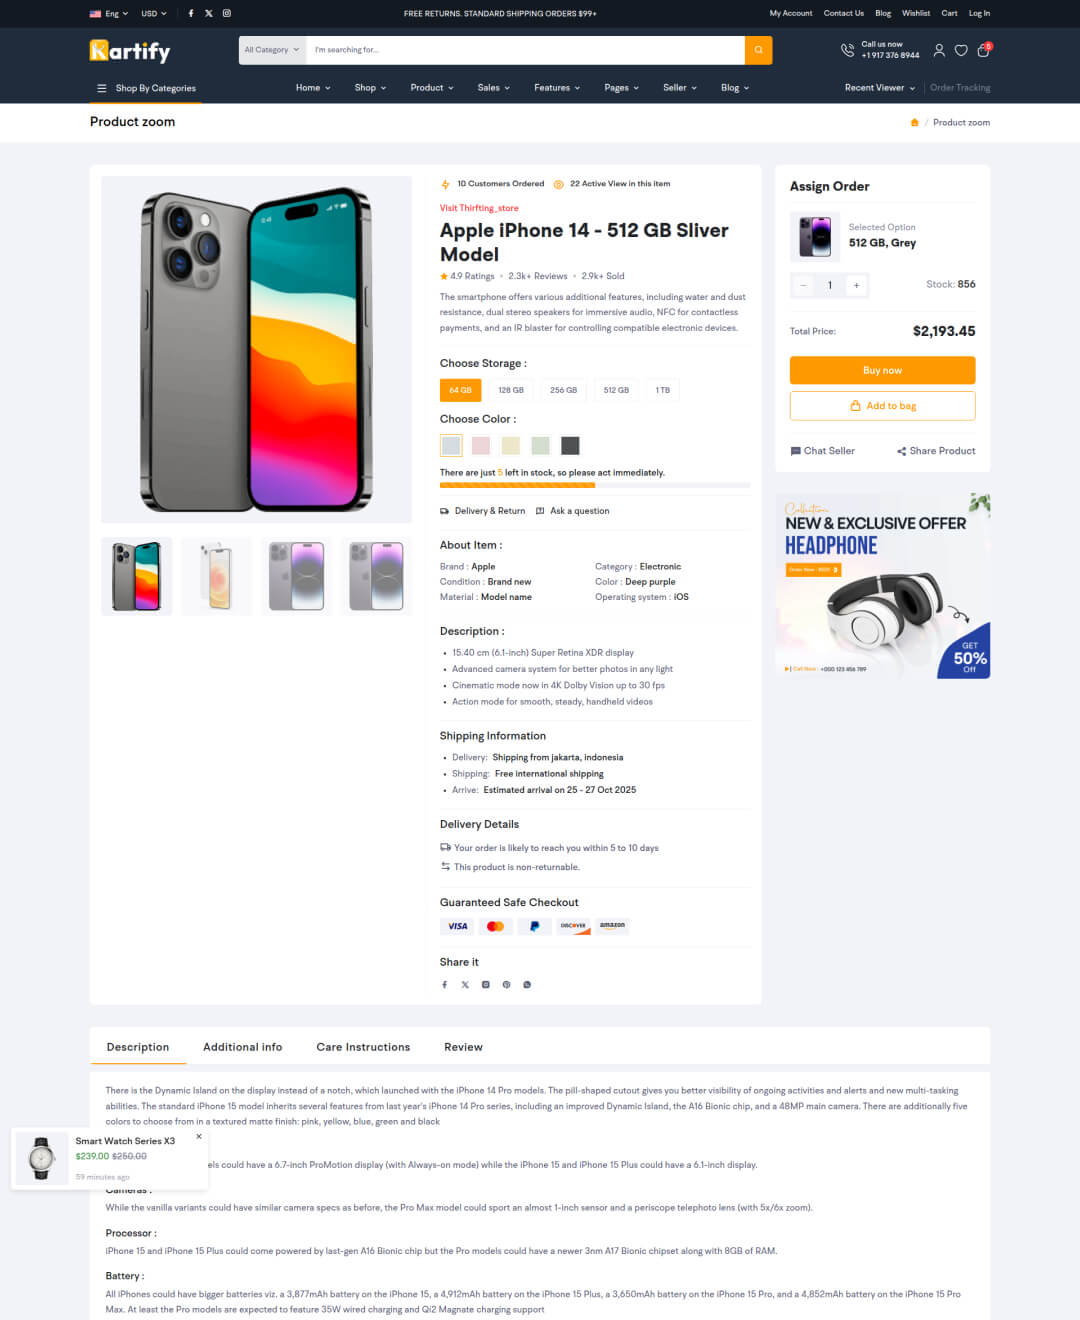 Eng USD
FREE RETURNS. STANDARD SHIPPING ORDERS $99+
My Account Contact Us Blog Wishlist Cart Log In
Kartify
All Category I'm searching for...
Call us now
+1 917 376 8944
5
Shop By Categories Home Shop Product Sales Features Pages Seller Blog Recent Viewer Order Tracking
Product zoom
/ Product zoom
10 Customers Ordered 22 Active View in this item
Visit Thirfting_store
Apple iPhone 14 - 512 GB Sliver
Model
4.9 Ratings • 2.3k+ Reviews • 2.9k+ Sold
The smartphone offers various additional features, including water and dust
resistance, dual stereo speakers for immersive audio, NFC for contactless
payments, and an IR blaster for controlling compatible electronic devices.
Choose Storage :
64 GB 128 GB 256 GB 512 GB 1 TB
Choose Color :
There are just 5 left in stock, so please act immediately.
Delivery & Return Ask a question
About Item :
Brand : Apple Category : Electronic
Condition : Brand new Color : Deep purple
Material : Model name Operating system : iOS
Description :
• 15.40 cm (6.1-inch) Super Retina XDR display
• Advanced camera system for better photos in any light
• Cinematic mode now in 4K Dolby Vision up to 30 fps
• Action mode for smooth, steady, handheld videos
Shipping Information
• Delivery: Shipping from jakarta, indonesia
• Shipping: Free international shipping
• Arrive: Estimated arrival on 25 - 27 Oct 2025
Delivery Details
Your order is likely to reach you within 5 to 10 days
This product is non-returnable.
Guaranteed Safe Checkout
VISA DISCOVER amazon
Share it
Assign Order
Selected Option
512 GB, Grey
− 1 + Stock: 856
Total Price: $2,193.45
Buy now
Add to bag
Chat Seller Share Product
Collection
NEW & EXCLUSIVE OFFER
HEADPHONE
GET
50%
Off
Call Now : +000 123 456 789
Description Additional info Care Instructions Review
There is the Dynamic Island on the display instead of a notch, which launched with the iPhone 14 Pro models. The pill-shaped cutout gives you better visibility of ongoing activities and alerts and new multi-tasking
abilities. The standard iPhone 15 model inherits several features from last year's iPhone 14 Pro series, including an improved Dynamic Island, the A16 Bionic chip, and a 48MP main camera. There are additionally five
colors to choose from in a textured matte finish: pink, yellow, blue, green and black
Smart Watch Series X3
$239.00 $250.00
59 minutes ago
els could have a 6.7-inch ProMotion display (with Always-on mode) while the iPhone 15 and iPhone 15 Plus could have a 6.1-inch display.
Cameras :
While the vanilla variants could have similar camera specs as before, the Pro Max model could sport an almost 1-inch sensor and a periscope telephoto lens (with 5x/6x zoom).
Processor :
iPhone 15 and iPhone 15 Plus could come powered by last-gen A16 Bionic chip but the Pro models could have a newer 3nm A17 Bionic chipset along with 8GB of RAM.
Battery :
All iPhones could have bigger batteries viz. a 3,877mAh battery on the iPhone 15, a 4,912mAh battery on the iPhone 15 Plus, a 3,650mAh battery on the iPhone 15 Pro, and a 4,852mAh battery on the iPhone 15 Pro
Max. At least the Pro models are expected to feature 35W wired charging and Qi2 Magnate charging support